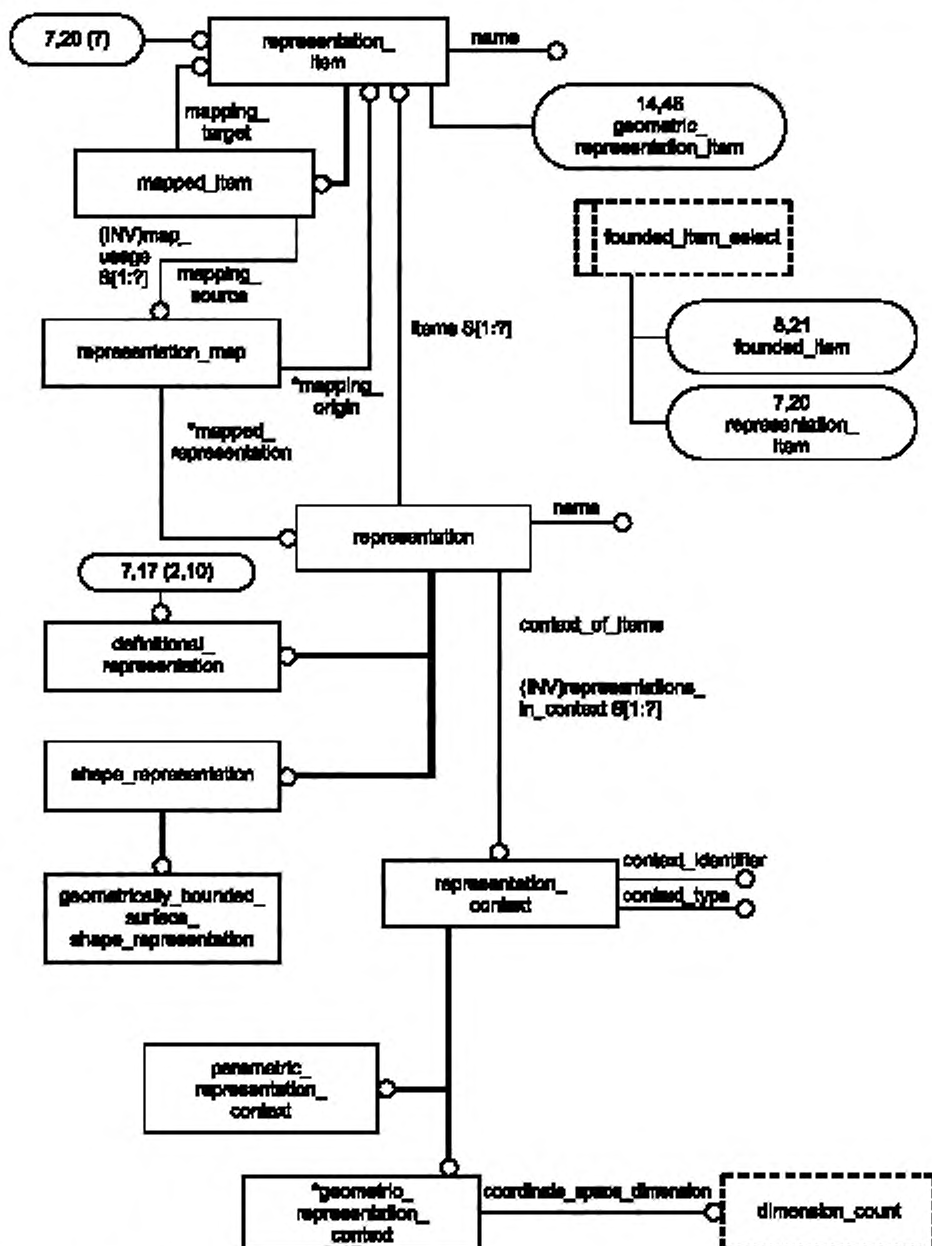 7,20 (7)
representation_
item
name
mapping_
target
14,46
geometric_
representation_item
mapped_item
(INV)map_
usage
S[1:?]
mapping_
source
founded_item_select
representation_map
items S[1:?]
*mapping_
origin
8,21
founded_item
7,20
representation_
item
*mapped_
representation
representation
name
7,17 (2,10)
definitional_
representation
context_of_items
(INV)representations_
in_context S[1:?]
shape_representation
geometrically_bounded_
surface_
shape_representation
representation_
context
context_identifier
context_type
parametric_
representation_
context
*geometric_
representation_
context
coordinate_space_dimension
dimension_count